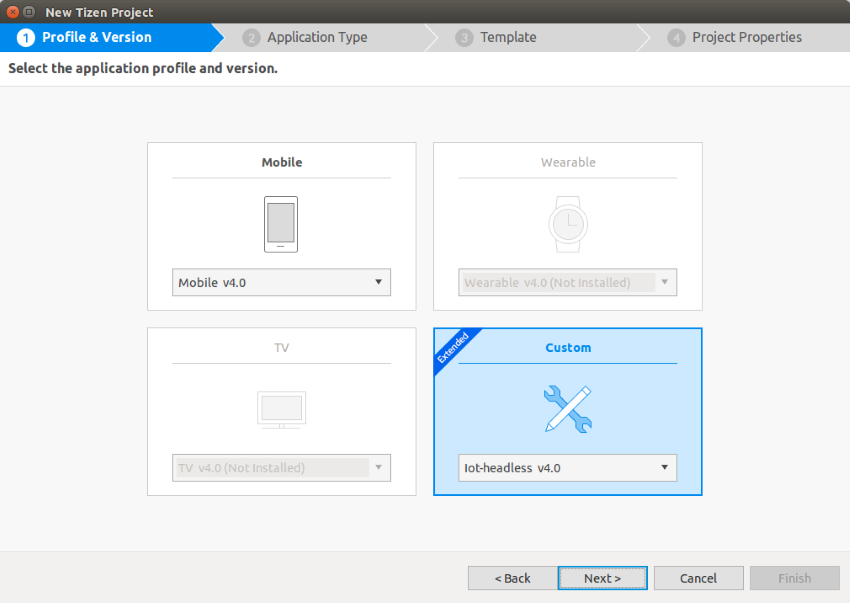 New Tizen Project
1 Profile & Version
2 Application Type
3 Template
4 Project Properties
Select the application profile and version.
Mobile
Mobile v4.0
Wearable
Wearable v4.0 (Not Installed)
TV
TV v4.0 (Not Installed)
Extended
Custom
Iot-headless v4.0
< Back
Next >
Cancel
Finish